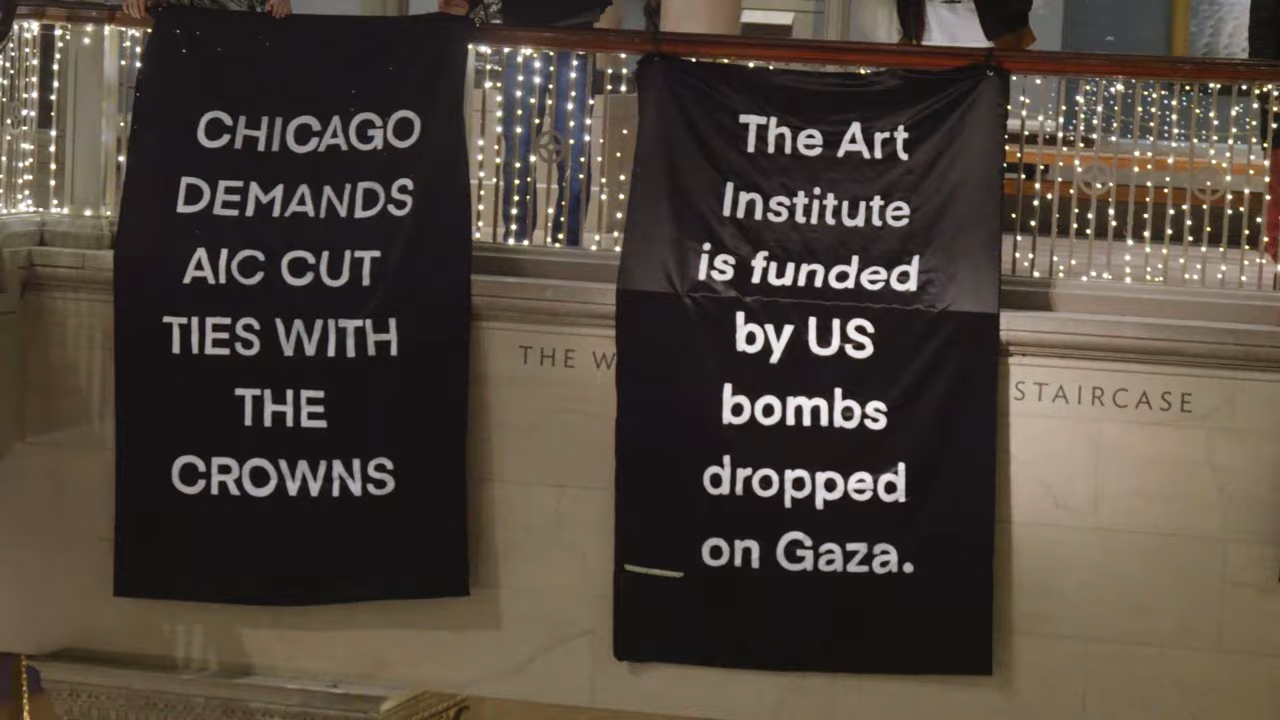 CHICAGO
DEMANDS
AIC CUT
TIES WITH
THE
CROWNS
The Art
Institute
is funded
by US
bombs
dropped
on Gaza.
THE
STAIRCASE